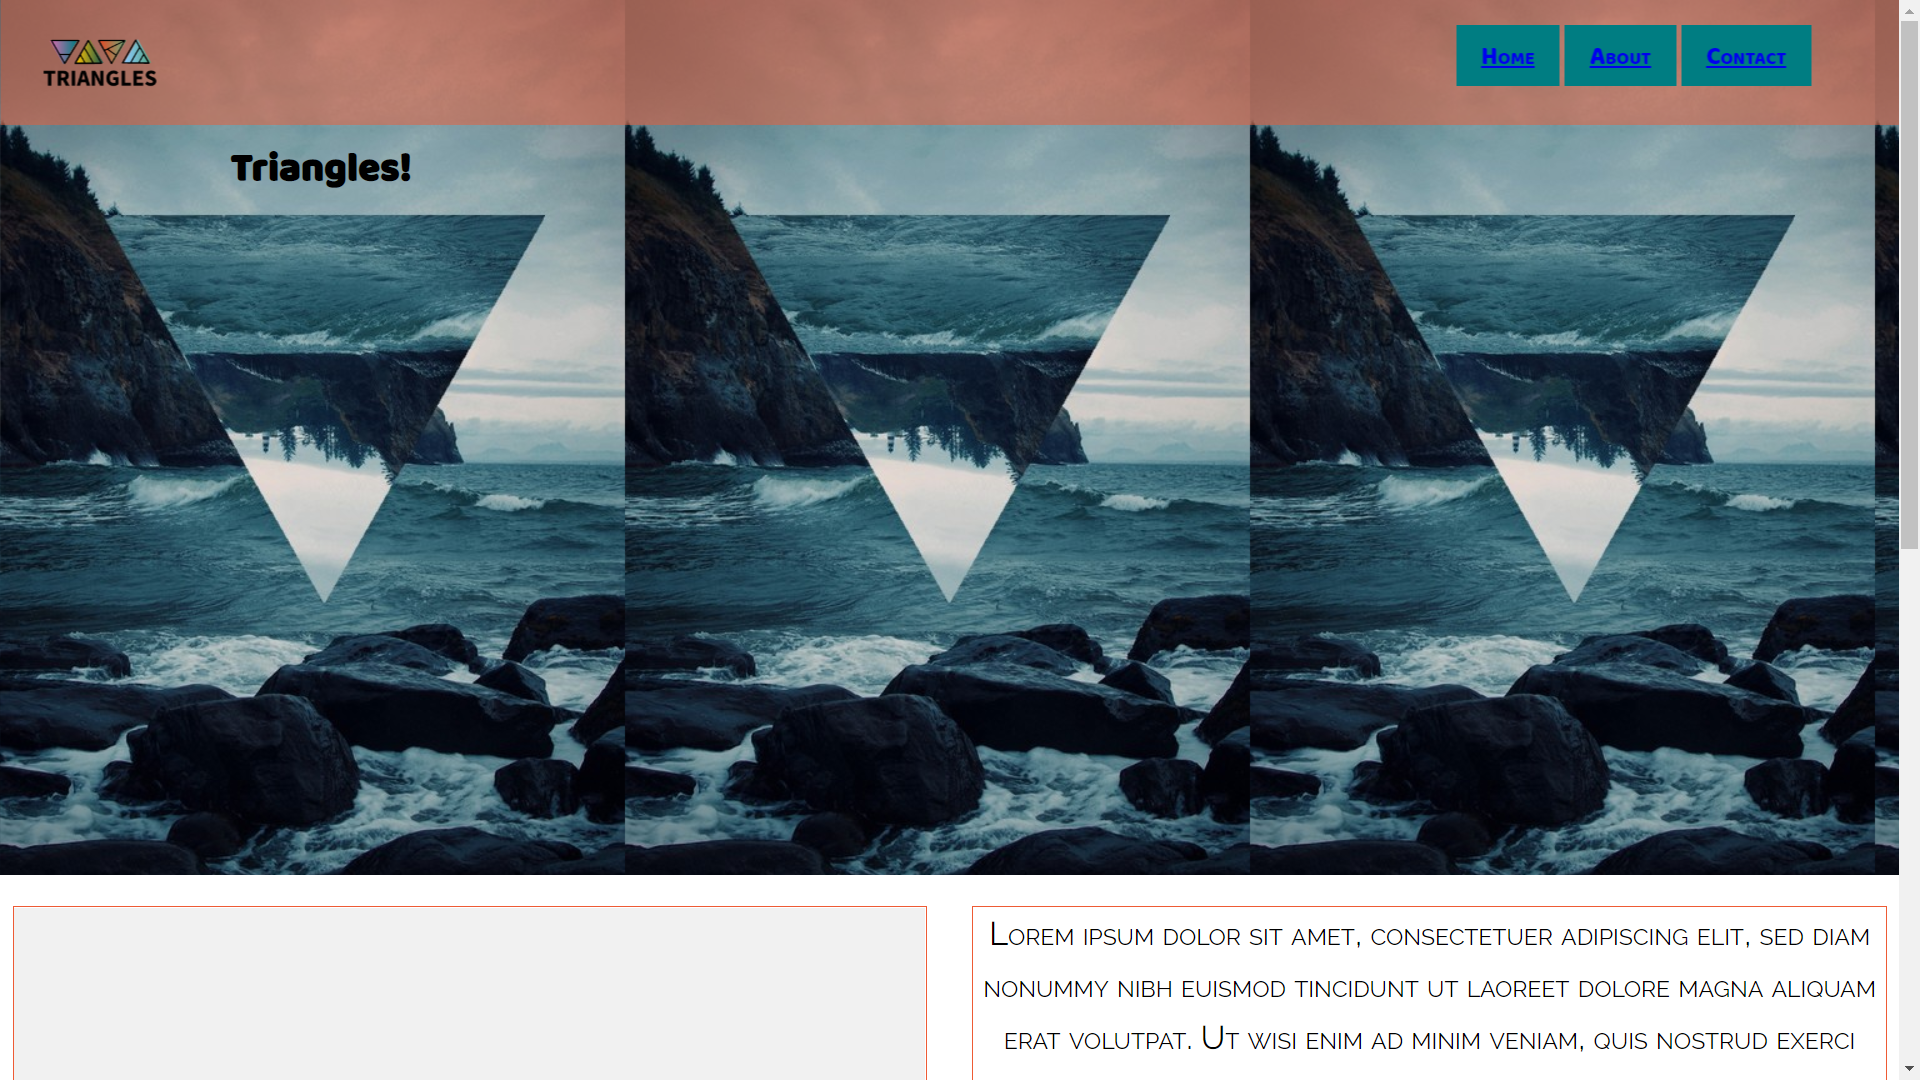 TRIANGLES
Home
About
Contact
Triangles!
Lorem ipsum dolor sit amet, consectetuer adipiscing elit, sed diam
nonummy nibh euismod tincidunt ut laoreet dolore magna aliquam
erat volutpat. Ut wisi enim ad minim veniam, quis nostrud exerci